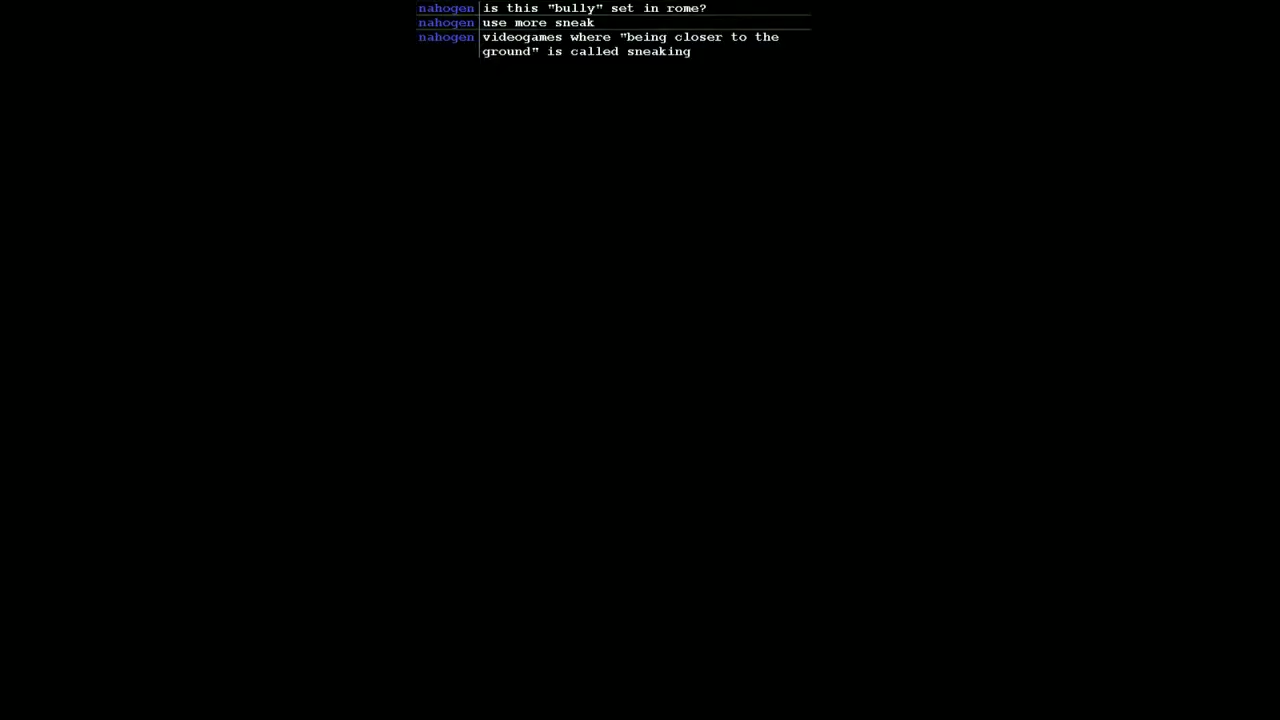 nahogen is this "bully" set in rome?
nahogen use more sneak
nahogen videogames where "being closer to the
ground" is called sneaking